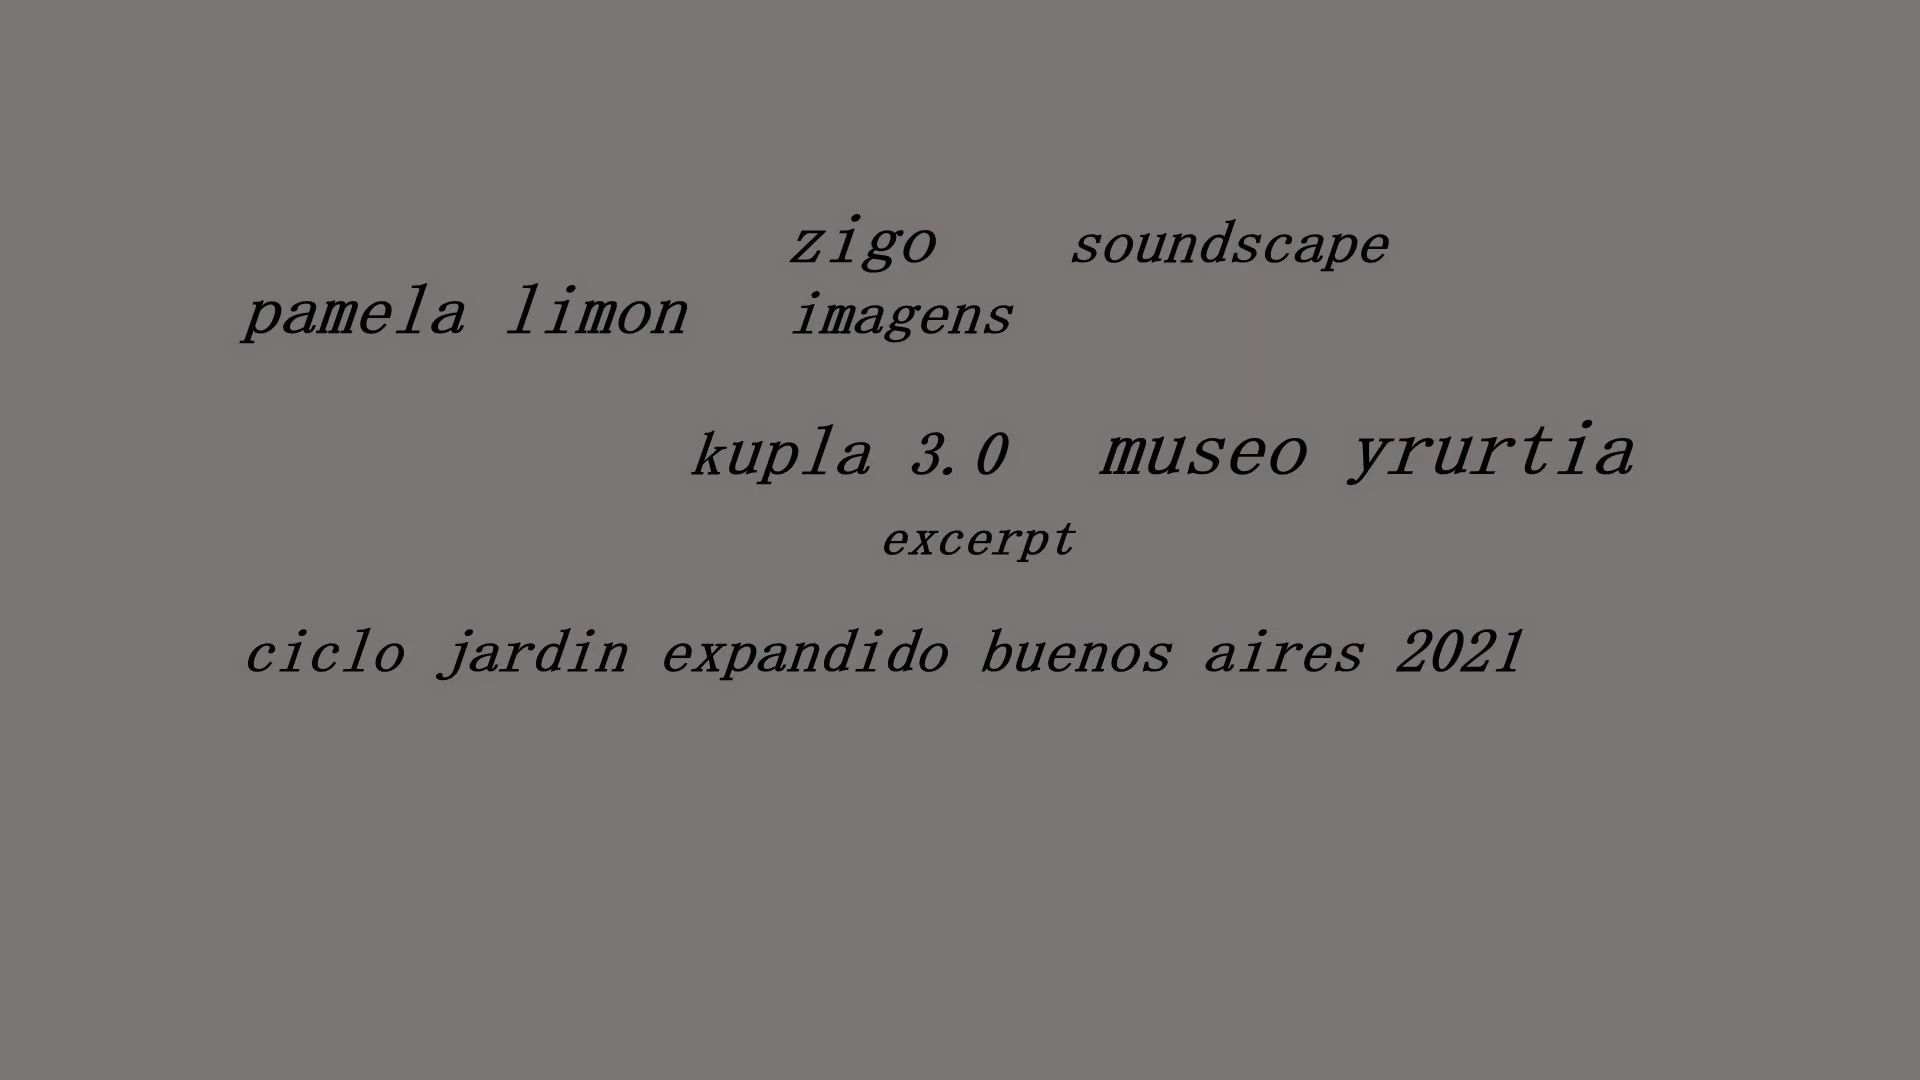 zigo soundscape
pamela limon imagens
kupla 3.0 museo yrurtia
excerpt
ciclo jardin expandido buenos aires 2021